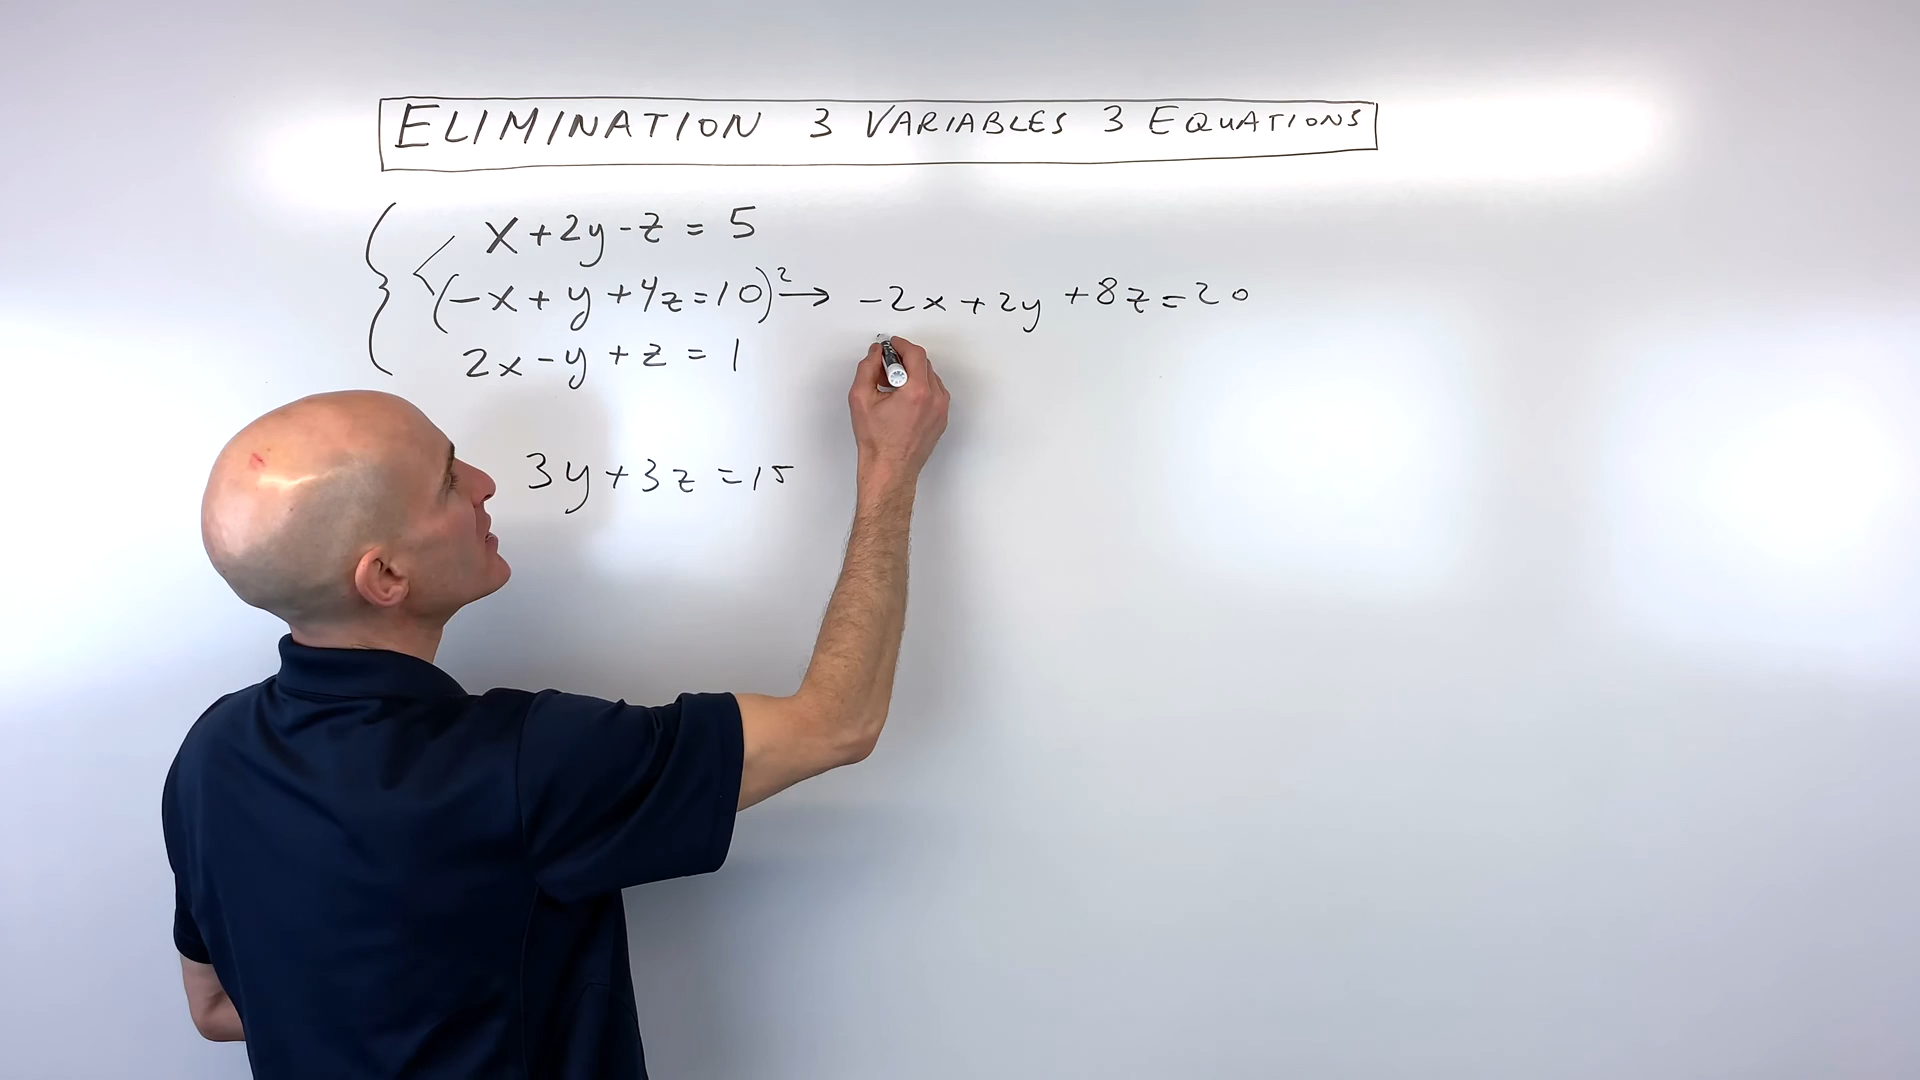 ELIMINATION 3 VARIABLES 3 EQUATIONS
x+2y-z = 5
(-x+y+4z=10)² → -2x+2y+8z=20
2x-y+z = 1
3y+3z=15